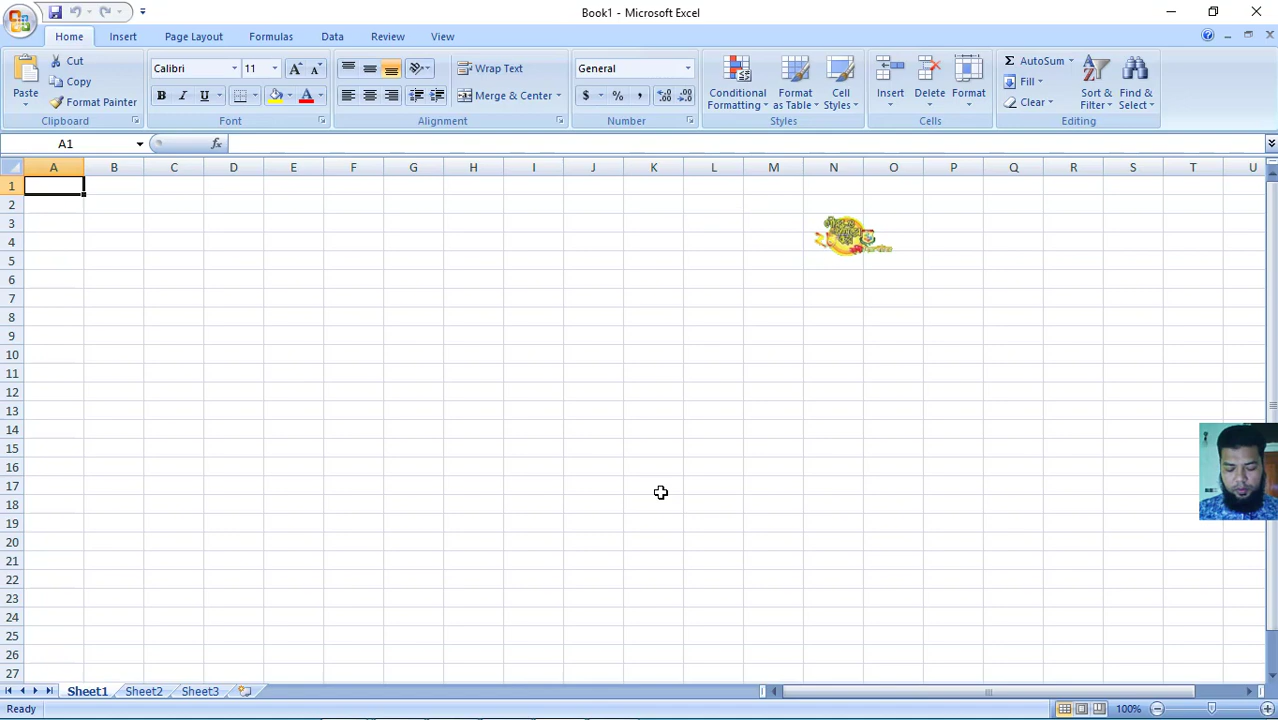 Book1 - Microsoft Excel
Home Insert Page Layout Formulas Data Review View
Paste
Cut
Copy
Format Painter
Clipboard
Calibri 11
B I U A
Font
Wrap Text
Merge & Center
Alignment
General
$ % ,
Number
Conditional Formatting
Format as Table
Cell Styles
Styles
Insert Delete Format
Cells
Σ AutoSum
Fill
Clear
Sort & Filter
Find & Select
Editing
A1 fx
A B C D E F G H I J K L M N O P Q R S T U
1
2
3
4
5
6
7
8
9
10
11
12
13
14
15
16
17
18
19
20
21
22
23
24
25
26
27
Sheet1 Sheet2 Sheet3
Ready 100%